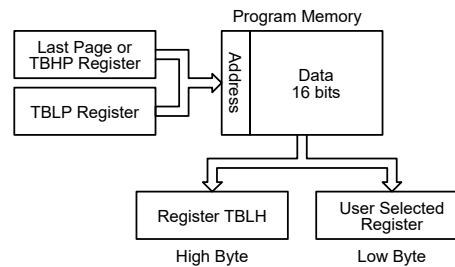 Program Memory
Last Page or
TBHP Register
TBLP Register
Address
Data
16 bits
Register TBLH
User Selected
Register
High Byte
Low Byte